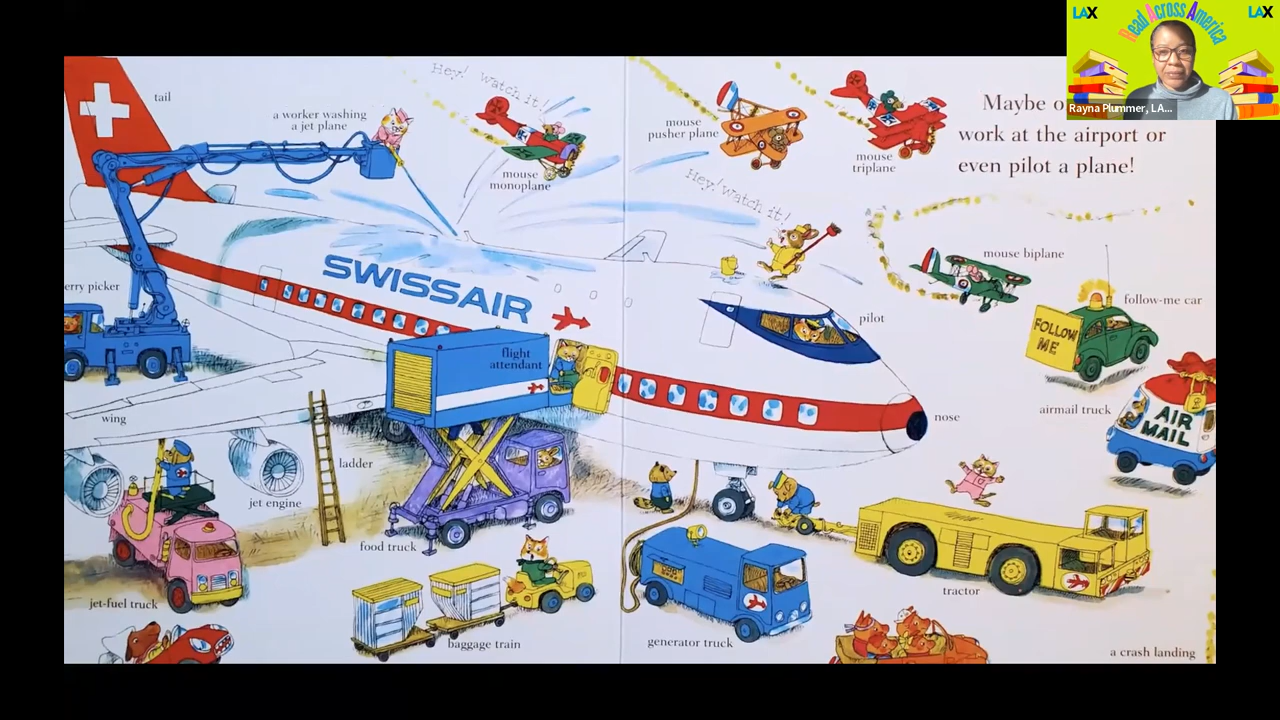 LAX
Read Across America
LAX
Rayna Plummer, LA...
tail
a worker washing
a jet plane
Hey! watch it!
mouse
monoplane
mouse
pusher plane
mouse
triplane
Maybe
work at the airport or
even pilot a plane!
Hey! watch it!
mouse biplane
follow-me car
FOLLOW
ME
erry picker
SWISSAIR
pilot
flight
attendant
airmail truck
AIR
MAIL
wing
nose
ladder
jet engine
food truck
tractor
jet-fuel truck
baggage train
generator truck
a crash landing